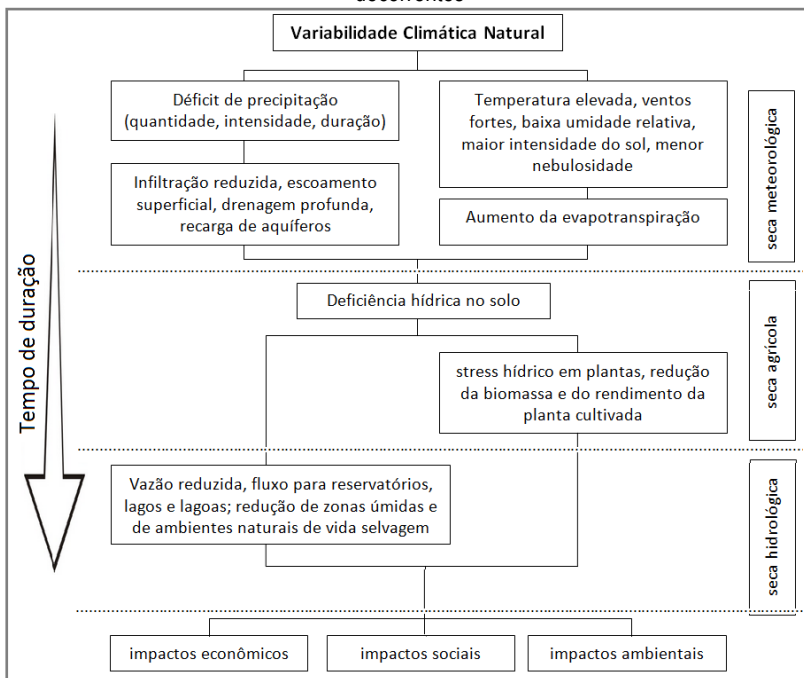 decorrentes
Variabilidade Climática Natural
Déficit de precipitação
(quantidade, intensidade, duração)
Temperatura elevada, ventos
fortes, baixa umidade relativa,
maior intensidade do sol, menor
nebulosidade
Infiltração reduzida, escoamento
superficial, drenagem profunda,
recarga de aquíferos
Aumento da evapotranspiração
seca meteorológica
Tempo de duração
Deficiência hídrica no solo
stress hídrico em plantas, redução
da biomassa e do rendimento da
planta cultivada
seca agrícola
Vazão reduzida, fluxo para reservatórios,
lagos e lagoas; redução de zonas úmidas e
de ambientes naturais de vida selvagem
seca hidrológica
impactos econômicos
impactos sociais
impactos ambientais